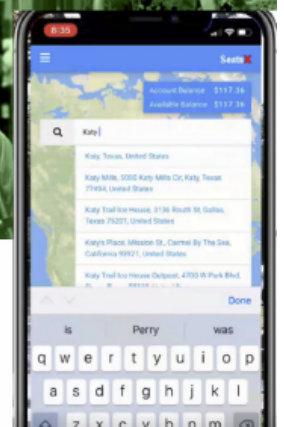 6:35
SeatsX
Account Balance $117.36
Available Balance $117.36
Katy
Katy, Texas, United States
Katy Mills, 5000 Katy Mills Cir, Katy, Texas
77494, United States
Katy Trail Ice House, 3136 Routh St, Dallas,
Texas 75201, United States
Katy's Place, Mission St., Carmel By The Sea,
California 93921, United States
Katy Trail Ice House Outpost, 4700 W Park Blvd,
Done
is Perry was
q w e r t y u i o p
a s d f g h j k l
z x c v b n m